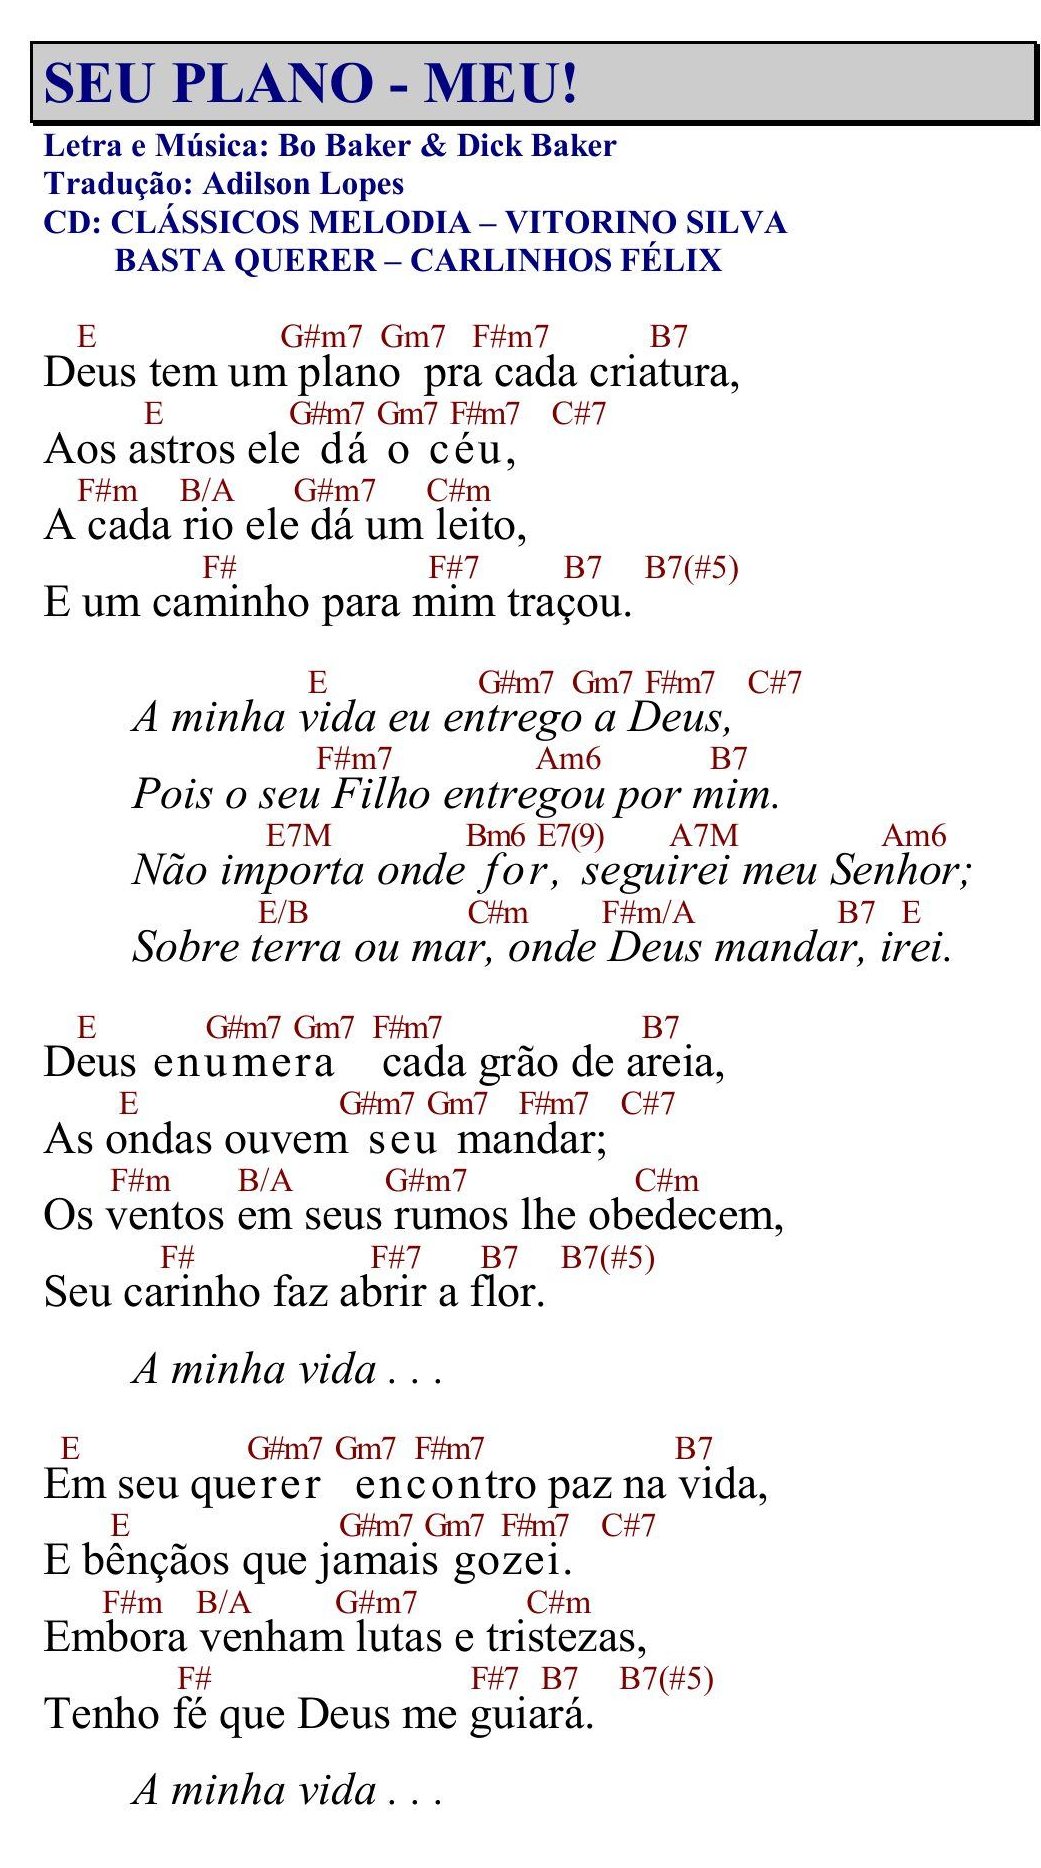 SEU PLANO - MEU!
Letra e Música: Bo Baker & Dick Baker
Tradução: Adilson Lopes
CD: CLÁSSICOS MELODIA – VITORINO SILVA
BASTA QUERER – CARLINHOS FÉLIX
E G#m7 Gm7 F#m7 B7
Deus tem um plano pra cada criatura,
E G#m7 Gm7 F#m7 C#7
Aos astros ele dá o céu,
F#m B/A G#m7 C#m
A cada rio ele dá um leito,
F# F#7 B7 B7(#5)
E um caminho para mim traçou.
E G#m7 Gm7 F#m7 C#7
A minha vida eu entrego a Deus,
F#m7 Am6 B7
Pois o seu Filho entregou por mim.
E7M Bm6 E7(9) A7M Am6
Não importa onde for, seguirei meu Senhor;
E/B C#m F#m/A B7 E
Sobre terra ou mar, onde Deus mandar, irei.
E G#m7 Gm7 F#m7 B7
Deus enumera cada grão de areia,
E G#m7 Gm7 F#m7 C#7
As ondas ouvem seu mandar;
F#m B/A G#m7 C#m
Os ventos em seus rumos lhe obedecem,
F# F#7 B7 B7(#5)
Seu carinho faz abrir a flor.
A minha vida . . .
E G#m7 Gm7 F#m7 B7
Em seu querer encontro paz na vida,
E G#m7 Gm7 F#m7 C#7
E bênçãos que jamais gozei.
F#m B/A G#m7 C#m
Embora venham lutas e tristezas,
F# F#7 B7 B7(#5)
Tenho fé que Deus me guiará.
A minha vida . . .